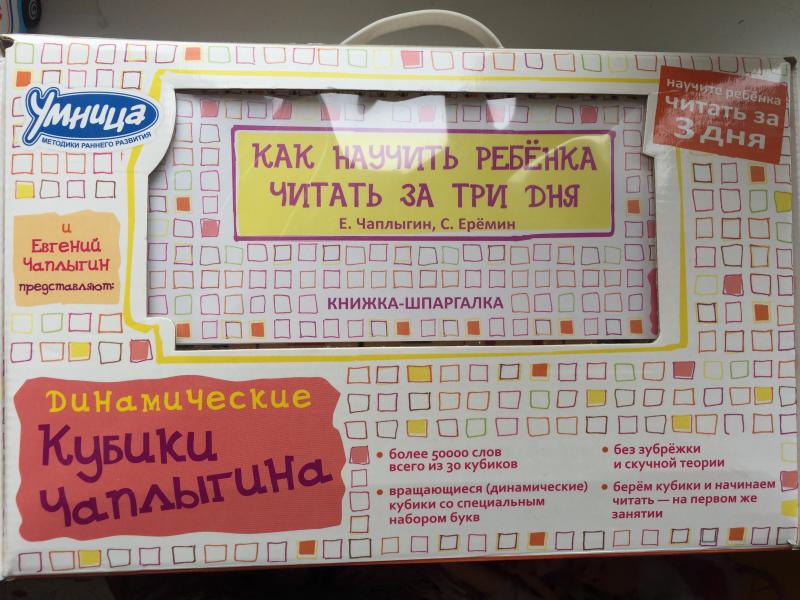 Умница
МЕТОДИКИ РАННЕГО РАЗВИТИЯ
научите ребёнка
читать за
3 дня
КАК НАУЧИТЬ РЕБЁНКА
ЧИТАТЬ ЗА ТРИ ДНЯ
Е. Чаплыгин, С. Ерёмин
и
Евгений
Чаплыгин
представляют:
КНИЖКА-ШПАРГАЛКА
Динамические
Кубики
Чаплыгина
• более 50000 слов
всего из 30 кубиков
• вращающиеся (динамические)
кубики со специальным
набором букв
• без зубрёжки
и скучной теории
• берём кубики и начинаем
читать — на первом же
занятии